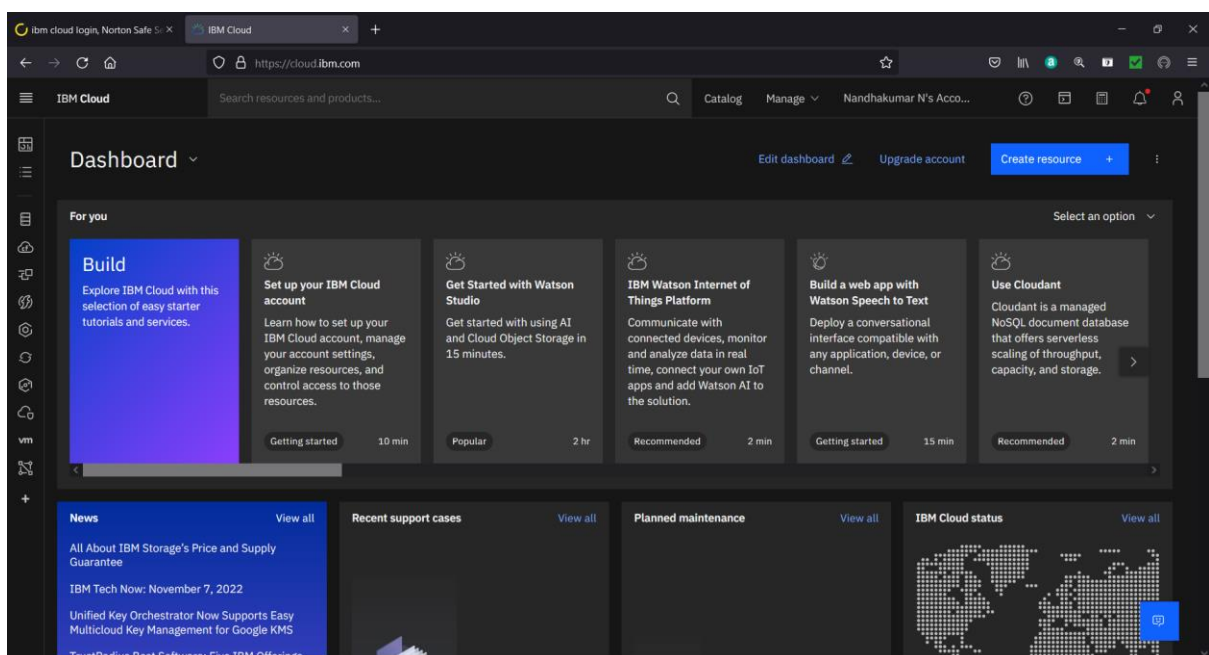 ibm cloud login, Norton Safe Se
IBM Cloud
https://cloud.ibm.com
IBM Cloud
Search resources and products...
Catalog
Manage
Nandhakumar N's Acco...
Dashboard
Edit dashboard
Upgrade account
Create resource +
For you
Select an option
Build
Explore IBM Cloud with this
selection of easy starter
tutorials and services.
Set up your IBM Cloud
account
Learn how to set up your
IBM Cloud account, manage
your account settings,
organize resources, and
control access to those
resources.
Getting started 10 min
Get Started with Watson
Studio
Get started with using AI
and Cloud Object Storage in
15 minutes.
Popular 2 hr
IBM Watson Internet of
Things Platform
Communicate with
connected devices, monitor
and analyze data in real
time, connect your own IoT
apps and add Watson AI to
the solution.
Recommended 2 min
Build a web app with
Watson Speech to Text
Deploy a conversational
interface compatible with
any application, device, or
channel.
Getting started 15 min
Use Cloudant
Cloudant is a managed
NoSQL document database
that offers serverless
scaling of throughput,
capacity, and storage.
Recommended 2 min
vm
News View all
All About IBM Storage's Price and Supply
Guarantee
IBM Tech Now: November 7, 2022
Unified Key Orchestrator Now Supports Easy
Multicloud Key Management for Google KMS
TrustRadius Best Software: Five IBM Offerings
Recent support cases View all
Planned maintenance View all
IBM Cloud status View all